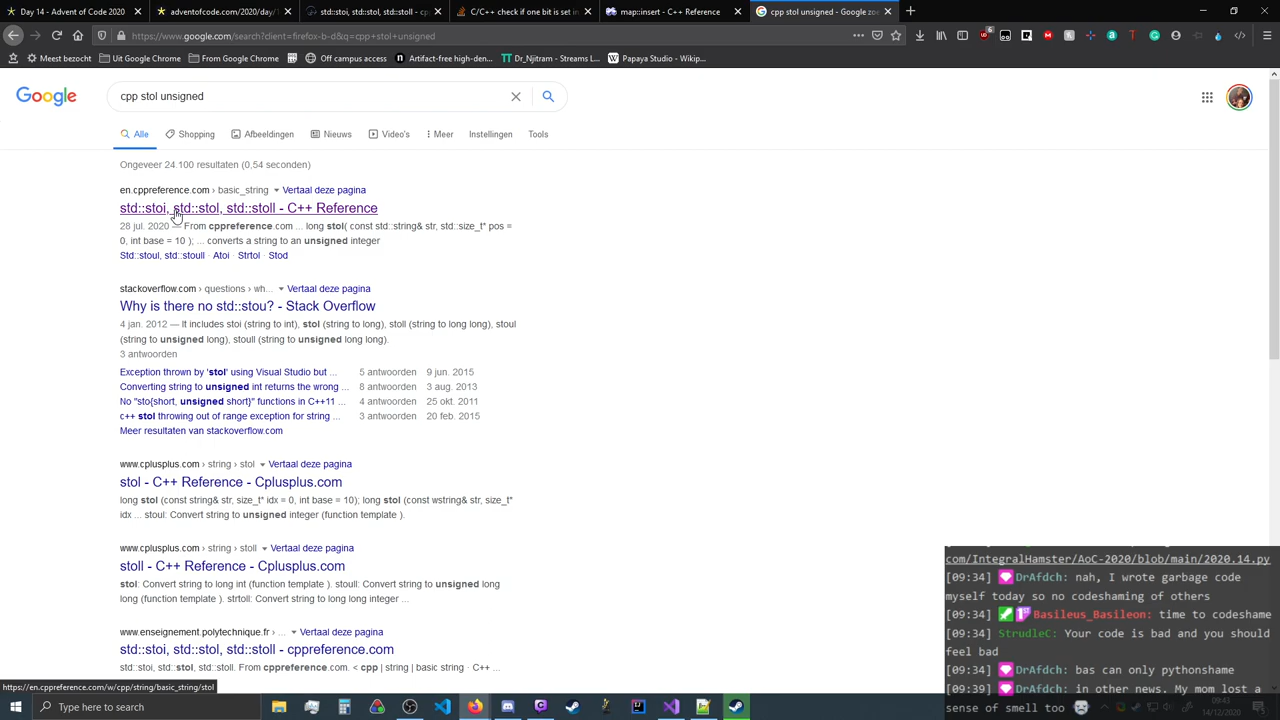 Day 14 - Advent of Code 2020
adventofcode.com/2020/day/
std::stoi, std::stol, std::stoll - cp
C/C++ check if one bit is set in
map::insert - C++ Reference
cpp stol unsigned - Google zoe
https://www.google.com/search?client=firefox-b-d&q=cpp+stol+unsigned
Meest bezocht
Uit Google Chrome
From Google Chrome
Off campus access
Artifact-free high-den...
Dr_Njitram - Streams L...
Papaya Studio - Wikip...
Google
cpp stol unsigned
Alle
Shopping
Afbeeldingen
Nieuws
Video's
Meer
Instellingen
Tools
Ongeveer 24.100 resultaten (0,54 seconden)
en.cppreference.com › basic_string ▾ Vertaal deze pagina
std::stoi, std::stol, std::stoll - C++ Reference
28 jul. 2020 — From cppreference.com ... long stol( const std::string& str, std::size_t* pos =
0, int base = 10 ); ... converts a string to an unsigned integer
Std::stoul, std::stoull · Atoi · Strtol · Stod
stackoverflow.com › questions › wh... ▾ Vertaal deze pagina
Why is there no std::stou? - Stack Overflow
4 jan. 2012 — It includes stoi (string to int), stol (string to long), stoll (string to long long), stoul
(string to unsigned long), stoull (string to unsigned long long).
3 antwoorden
Exception thrown by 'stol' using Visual Studio but ... 5 antwoorden 9 jun. 2015
Converting string to unsigned int returns the wrong ... 8 antwoorden 3 aug. 2013
No "sto{short, unsigned short}" functions in C++11 ... 4 antwoorden 25 okt. 2011
c++ stol throwing out of range exception for string ... 3 antwoorden 20 feb. 2015
Meer resultaten van stackoverflow.com
www.cplusplus.com › string › stol ▾ Vertaal deze pagina
stol - C++ Reference - Cplusplus.com
long stol (const string& str, size_t* idx = 0, int base = 10); long stol (const wstring& str, size_t*
idx ... stoul: Convert string to unsigned integer (function template ).
www.cplusplus.com › string › stoll ▾ Vertaal deze pagina
stoll - C++ Reference - Cplusplus.com
stol: Convert string to long int (function template ). stoull: Convert string to unsigned long
long (function template ). strtoll: Convert string to long long integer ...
www.enseignement.polytechnique.fr › ... ▾ Vertaal deze pagina
std::stoi, std::stol, std::stoll - cppreference.com
std::stoi, std::stol, std::stoll. From cppreference.com. < cpp | string | basic string · C++ ...
https://en.cppreference.com/w/cpp/string/basic_string/stol
com/IntegralHamster/AoC-2020/blob/main/2020.14.py
[09:34] DrAfdch: nah, I wrote garbage code
myself today so no codeshaming of others
[09:34] Basileus_Basileon: time to codeshame
[09:34] StrudleC: Your code is bad and you should
feel bad
[09:34] DrAfdch: bas can only pythonshame
[09:39] DrAfdch: in other news. My mom lost a
sense of smell too
Type here to search
09:43
14/12/2020